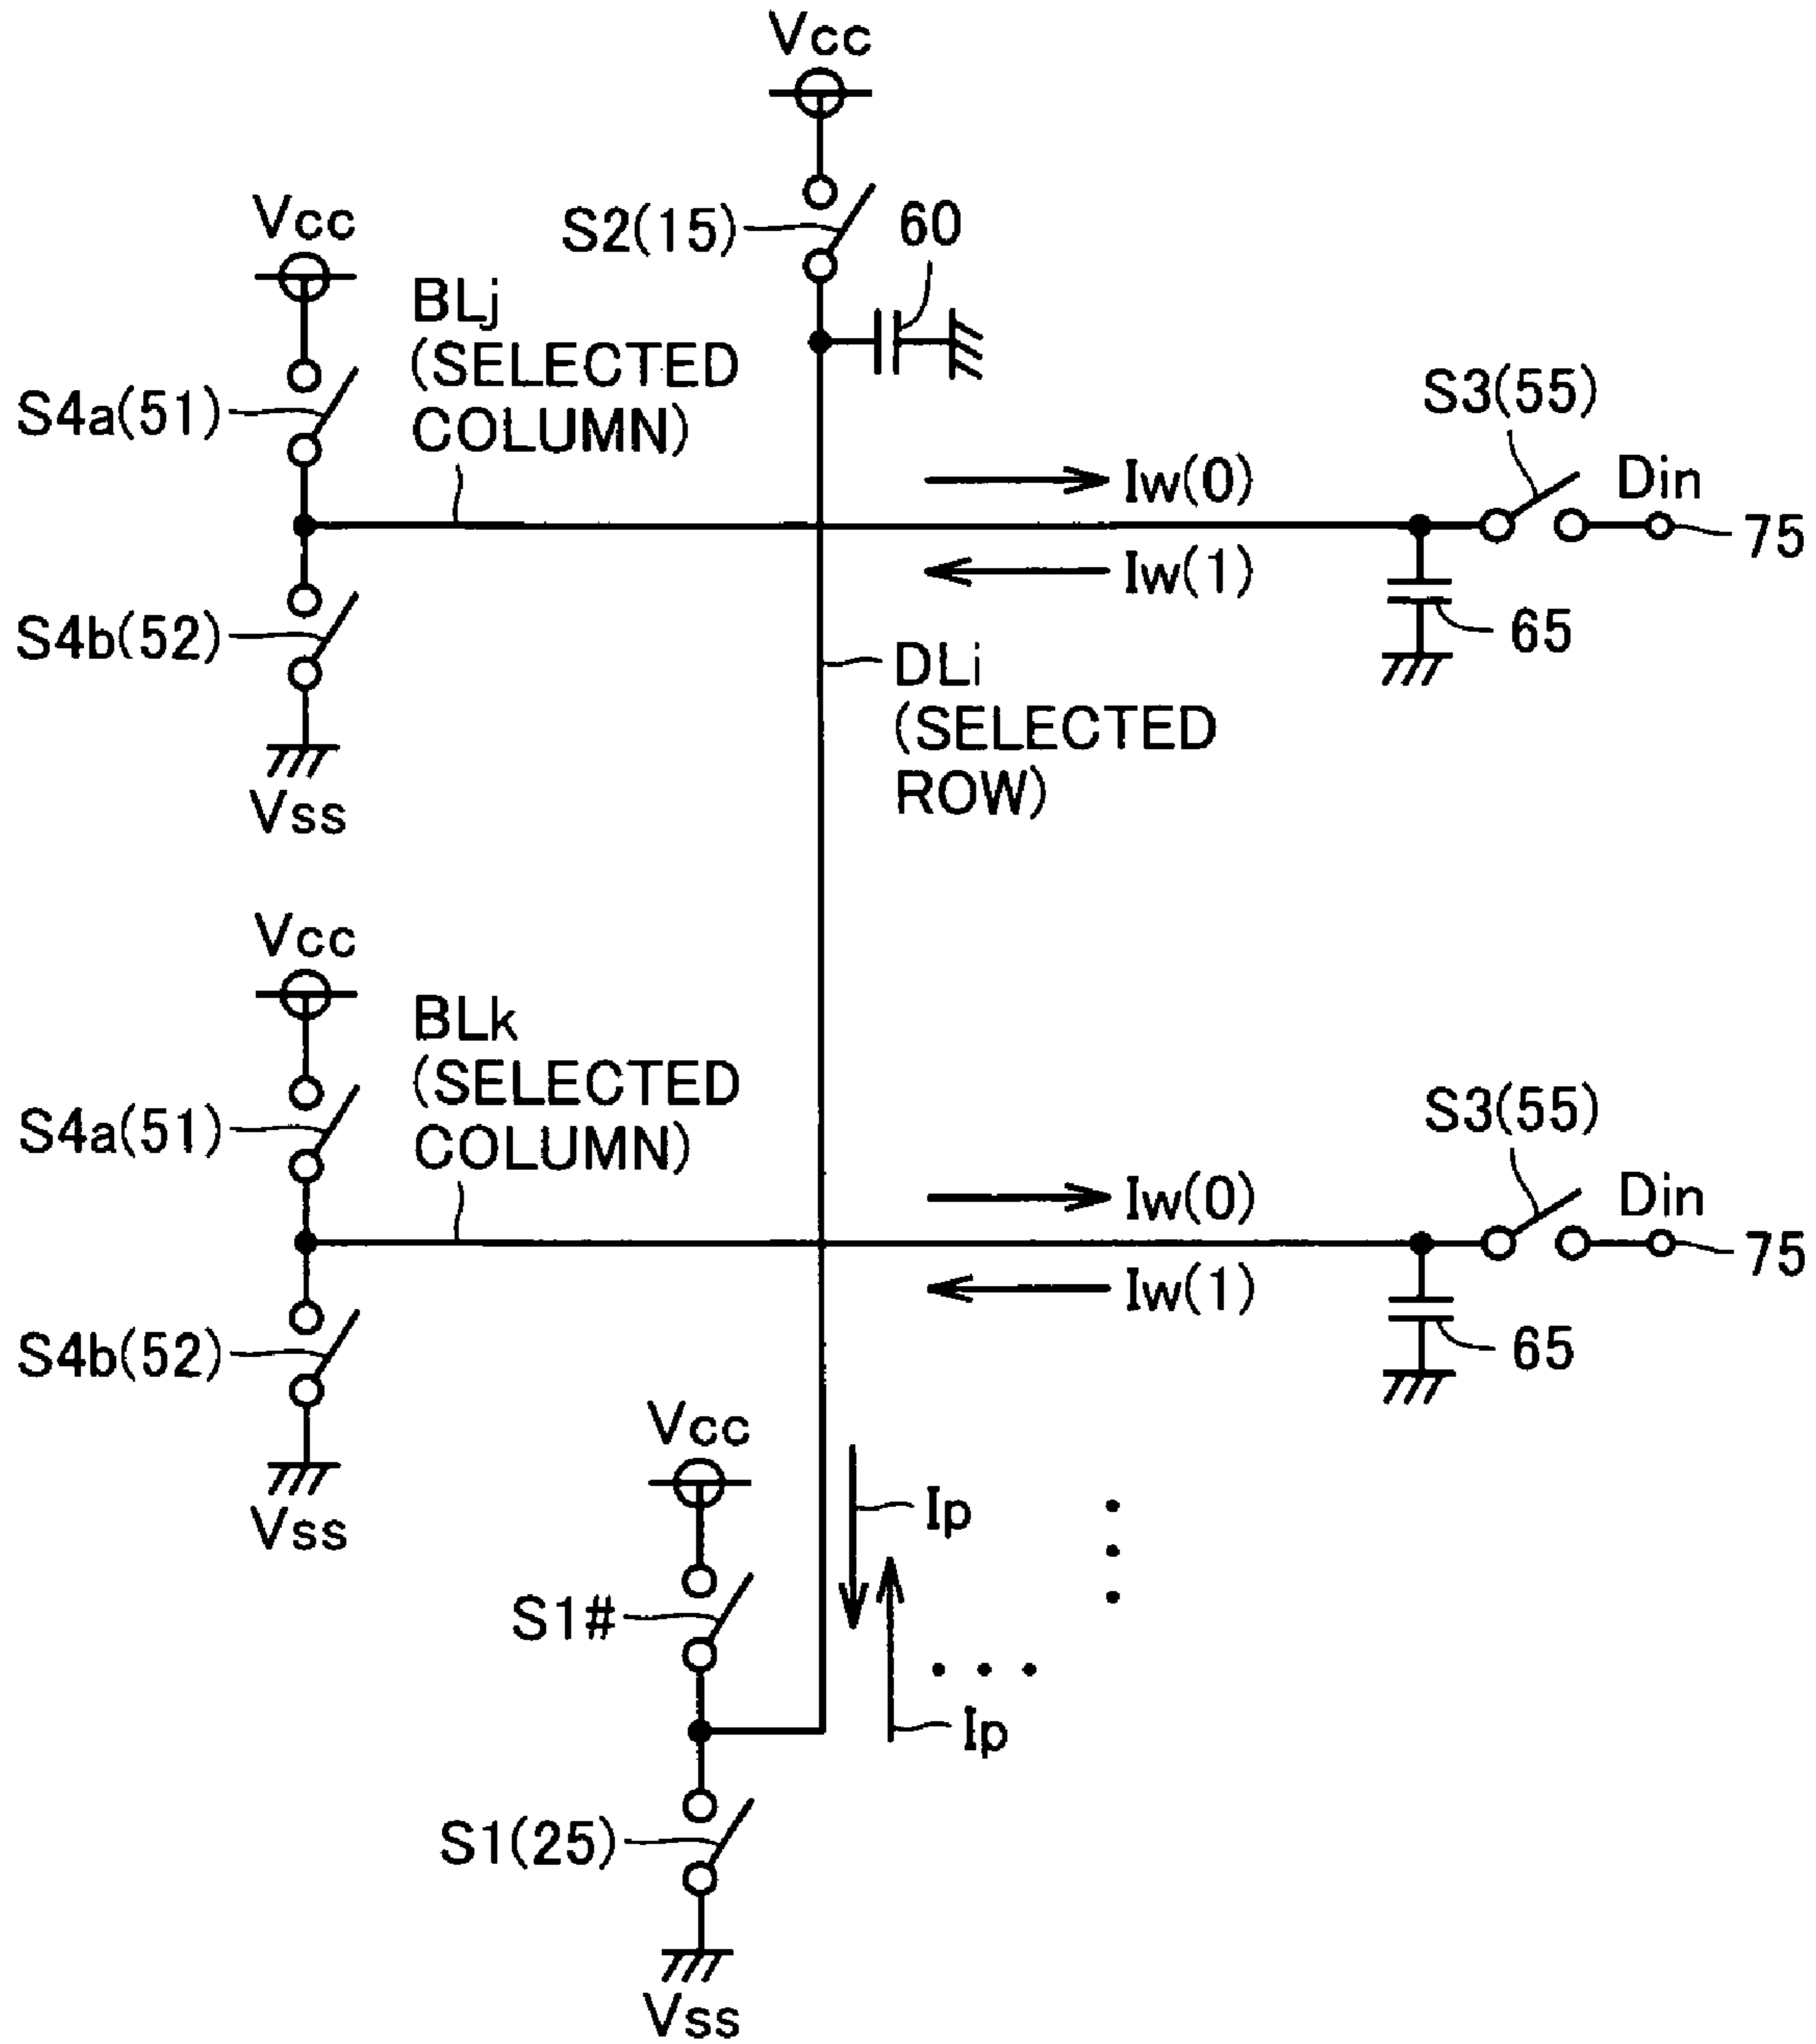 Vcc
Vcc
S2(15)
60
BLj
(SELECTED
COLUMN)
S4a(51)
S3(55)
Din
75
Iw(0)
Iw(1)
65
S4b(52)
DLi
(SELECTED
ROW)
Vss
Vcc
BLk
(SELECTED
COLUMN)
S4a(51)
S3(55)
Din
75
Iw(0)
Iw(1)
65
S4b(52)
Vcc
Vss
Ip
S1#
Ip
S1(25)
Vss